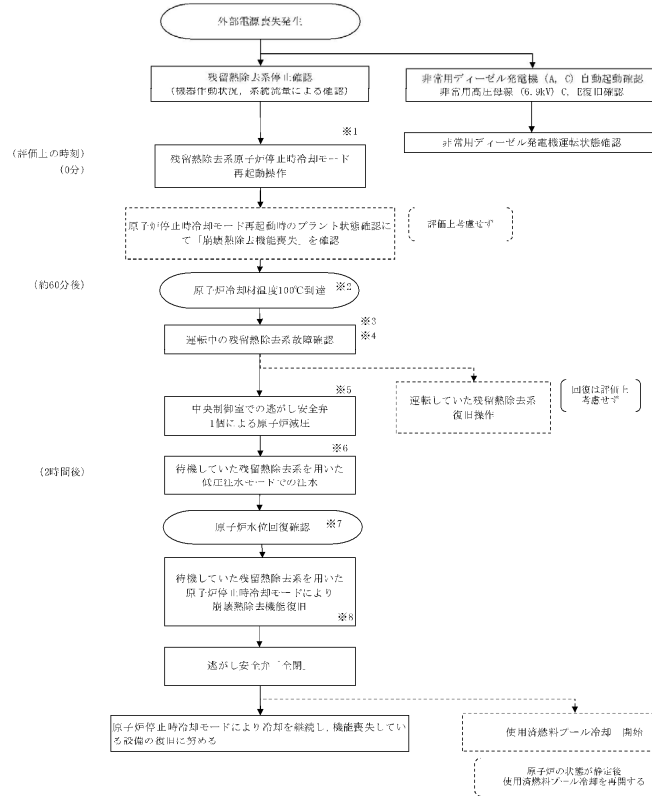 外部電源喪失発生
残留熱除去系停止確認
(機器作動状況，系統流量による確認)
非常用ディーゼル発電機 (A, C) 自動起動確認
非常用高圧母線 (6.9kV) C, E復旧確認
※1
非常用ディーゼル発電機運転状態確認
(評価上の時刻)
(0分)
残留熱除去系原子炉停止時冷却モード
再起動操作
原子炉停止時冷却モード再起動時のプラント状態確認に
て「崩壊熱除去機能喪失」を確認
評価上考慮せず
(約60分後)
原子炉冷却材温度100℃到達
※2
※3
運転中の残留熱除去系故障確認
※4
※5
中央制御室での逃がし安全弁
1個による原子炉減圧
運転していた残留熱除去系
復旧操作
回復は評価上
考慮せず
※6
(2時間後)
待機していた残留熱除去系を用いた
低圧注水モードでの注水
原子炉水位回復確認
※7
待機していた残留熱除去系を用いた
原子炉停止時冷却モードにより
崩壊熱除去機能復旧
※8
逃がし安全弁「全閉」
原子炉停止時冷却モードにより冷却を継続し、機能喪失してい
る設備の復旧に努める
使用済燃料プール冷却　開始
原子炉の状態が静定後
使用済燃料プール冷却を再開する